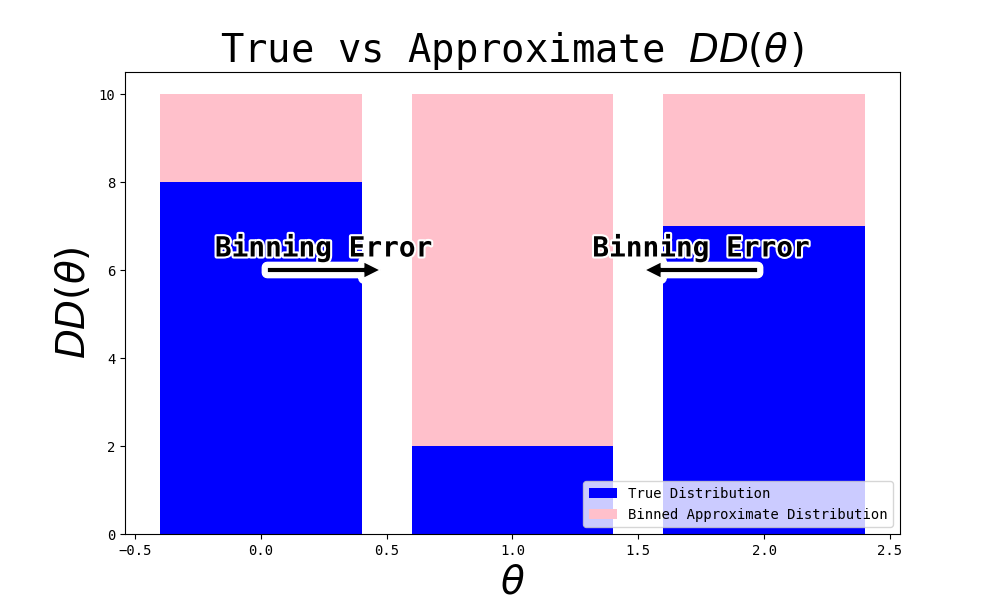 True vs Approximate DD(θ)
DD(θ)
10
8
6
4
2
0
Binning Error
Binning Error
True Distribution
Binned Approximate Distribution
−0.5 0.0 0.5 1.0 1.5 2.0 2.5
θ